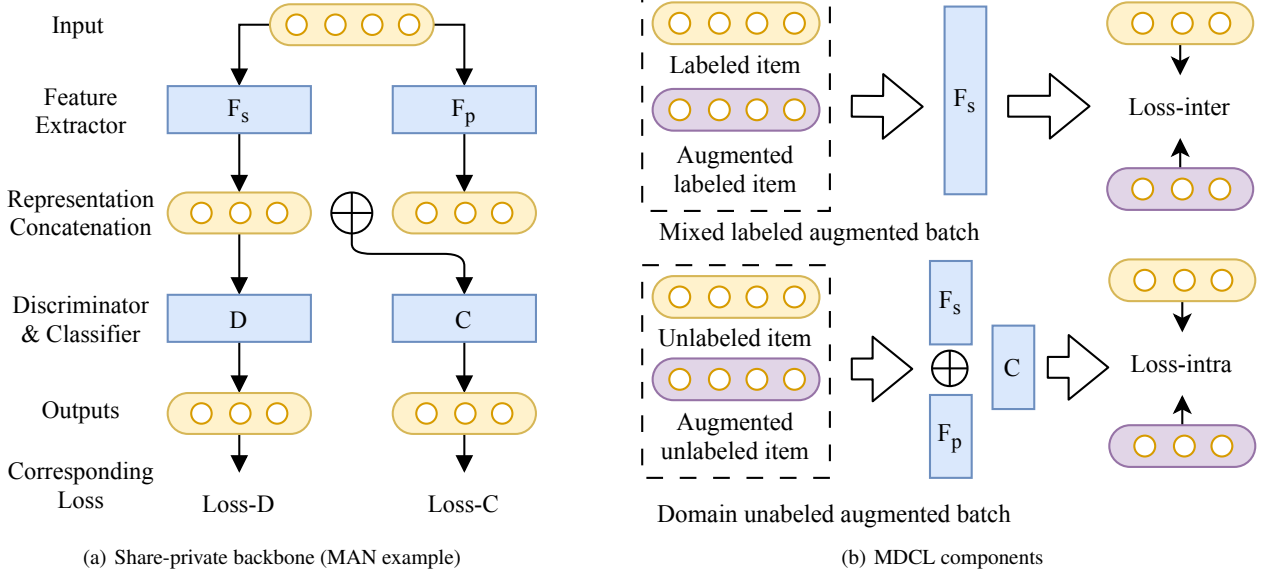 Input
Feature
Extractor
F_s
F_p
Representation
Concatenation
Discriminator
& Classifier
D
C
Outputs
Corresponding
Loss
Loss-D
Loss-C
(a) Share-private backbone (MAN example)
Labeled item
Augmented
labeled item
F_s
Loss-inter
Mixed labeled augmented batch
Unlabeled item
Augmented
unlabeled item
F_s
C
F_p
Loss-intra
Domain unabeled augmented batch
(b) MDCL components